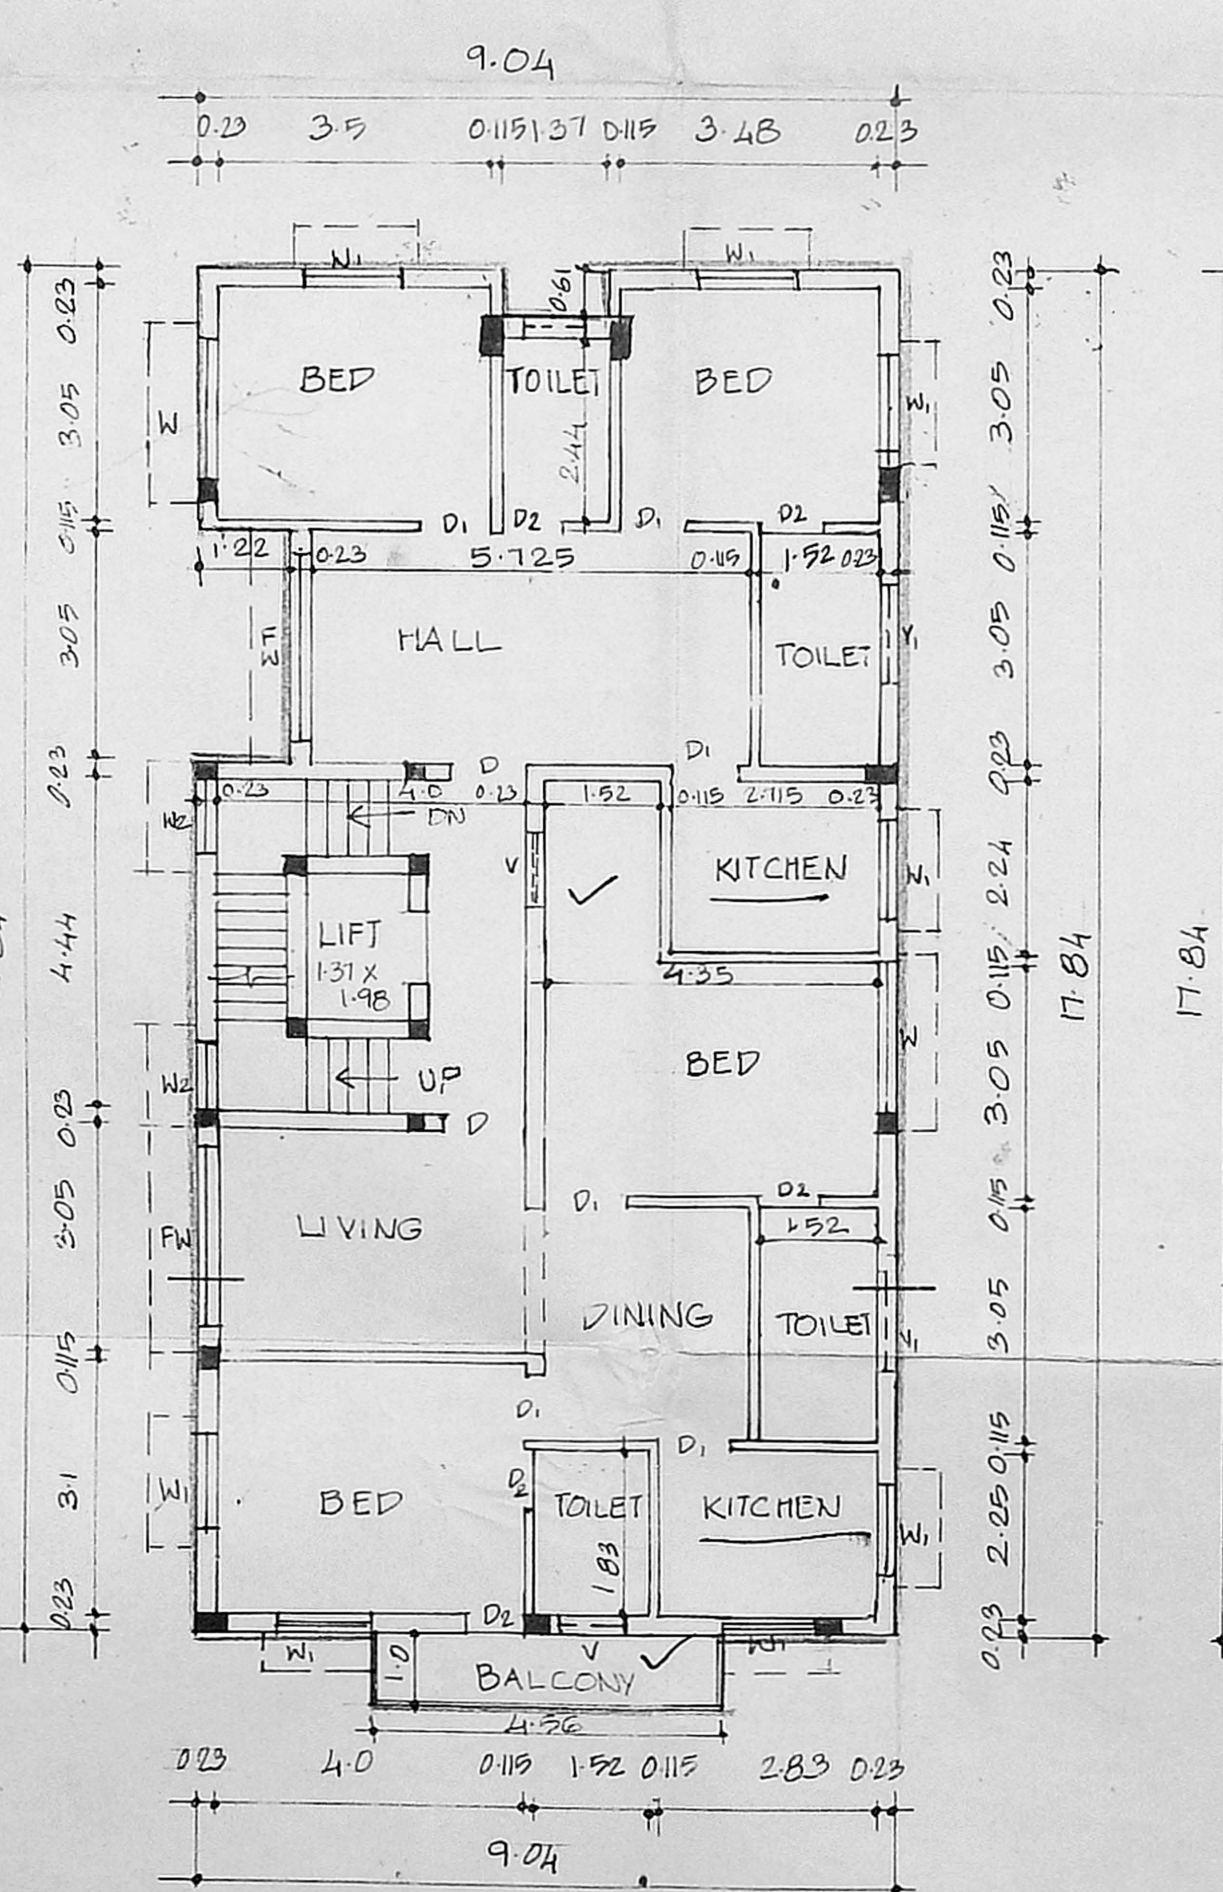 9.04
0.23 3.5 0.115 1.37 0.115 3.48 0.23
W1 W1
0.61
0.23 0.23
BED TOILET BED
3.05 W W1 3.05
2.44
D1 D2 D1 D2
0.115 0.115
1.22 0.23 5.725 0.115 1.52 0.23
3.05 FW HALL TOILET V1 3.05
D D1
0.23 0.23
0.23 4.0 0.23 1.52 0.115 2.115 0.23
W2 DN
V KITCHEN W1 2.24
LIFT
1.37 X
1.98
4.44 0.115
4.35
17.84 17.84
BED W 3.05
W2 UP
0.23 D
D1 D2 0.115
1.52
3.05 FW LIVING
DINING TOILET V1 3.05
0.115
D1
D1 0.115
3.1 W1 BED D2 TOILET KITCHEN W1 2.25
1.83
0.23 D2 0.23
W1 V W1
1.0 BALCONY
4.56
0.23 4.0 0.115 1.52 0.115 2.83 0.23
9.04